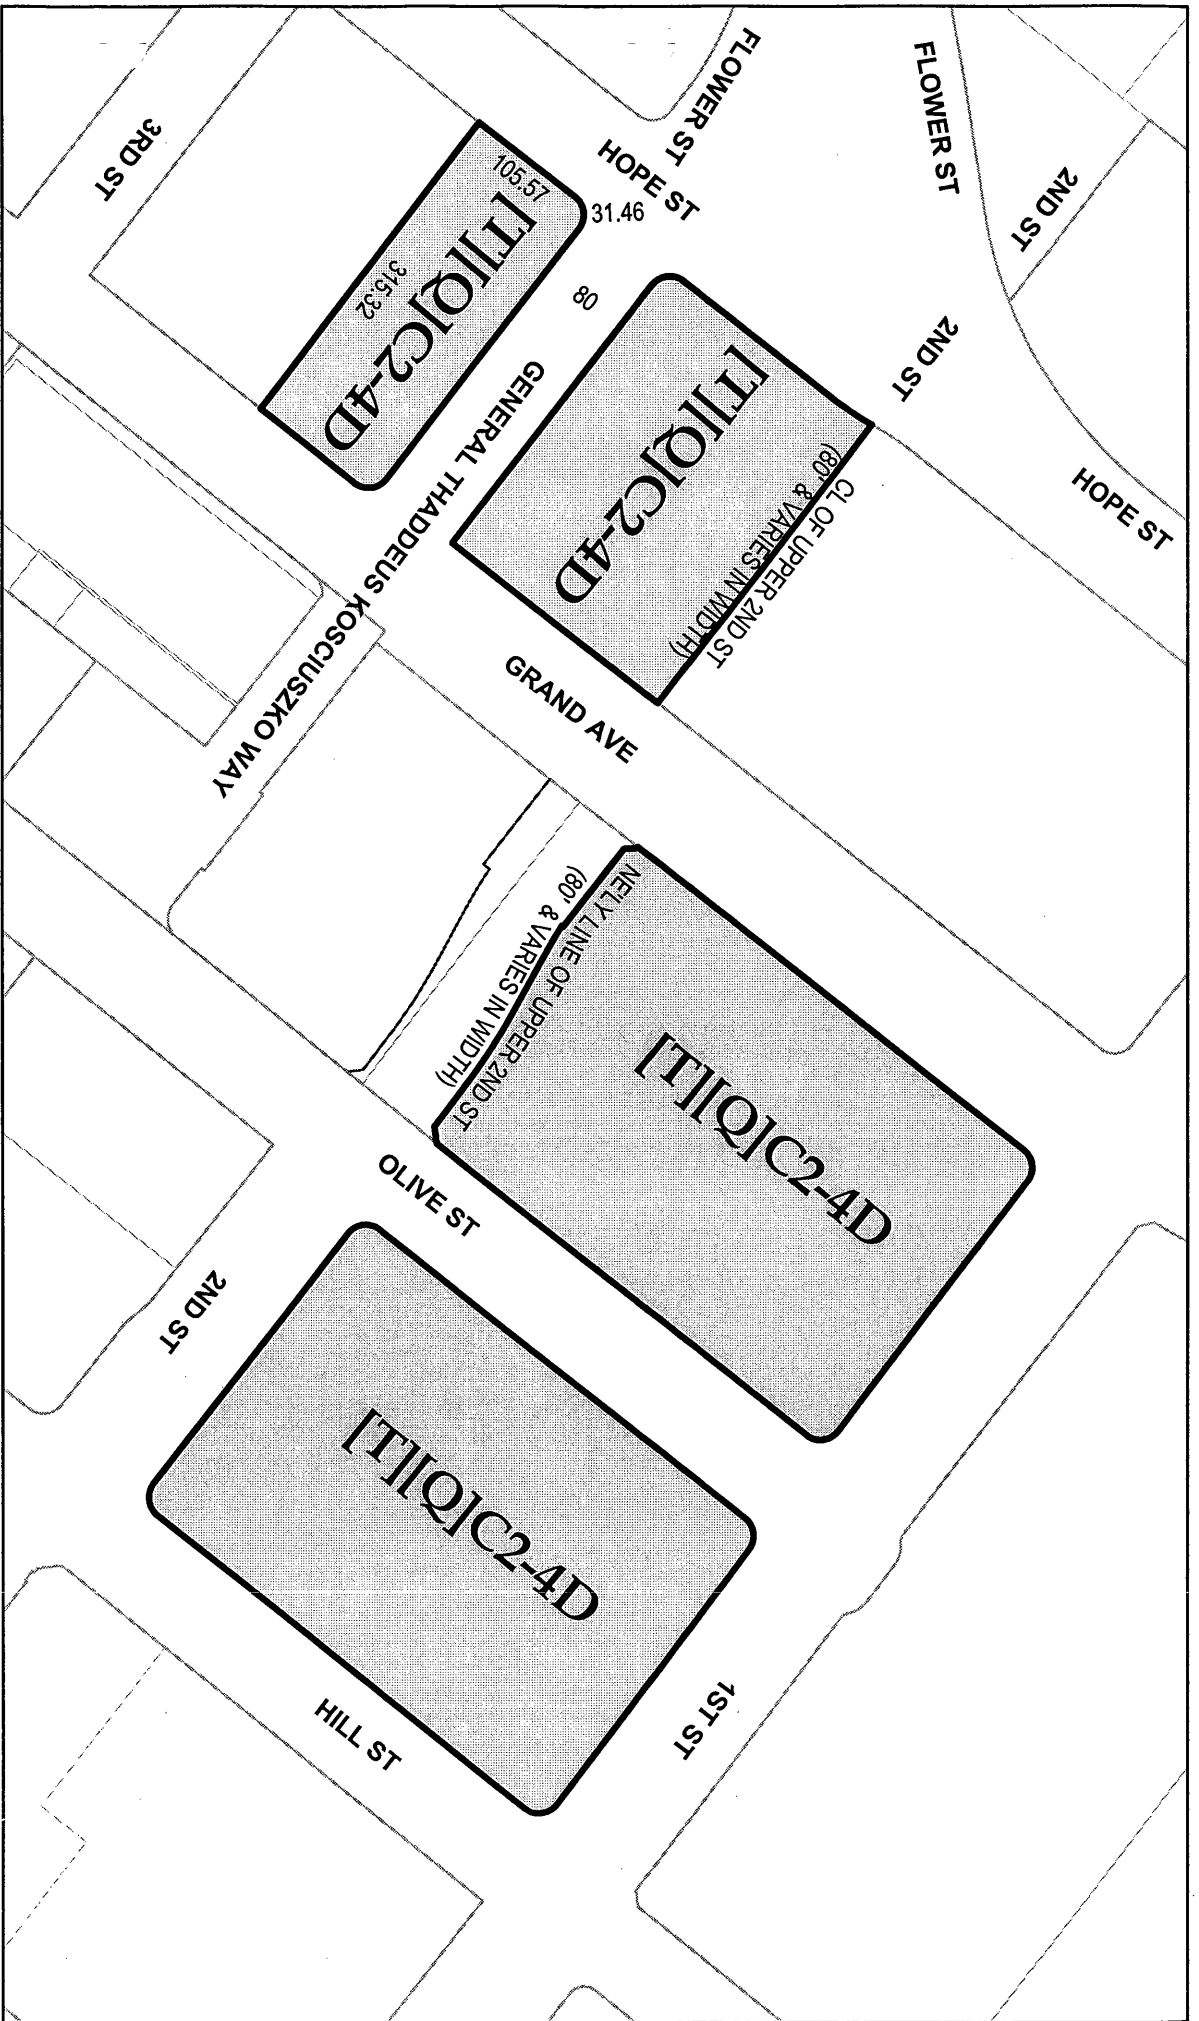 FLOWER ST
FLOWER ST
3RD ST
HOPE ST
2ND ST
105.57
31.46
[T][Q]C2-4D
315.32
80
2ND ST
GENERAL THADDEUS KOSCIUSZKO WAY
[T][Q]C2-4D
CL OF UPPER 2ND ST
(80' & VARIES IN WIDTH)
HOPE ST
GRAND AVE
NE'LY LINE OF UPPER 2ND ST
(80' & VARIES IN WIDTH)
[T][Q]C2-4D
OLIVE ST
2ND ST
[T][Q]C2-4D
1ST ST
HILL ST